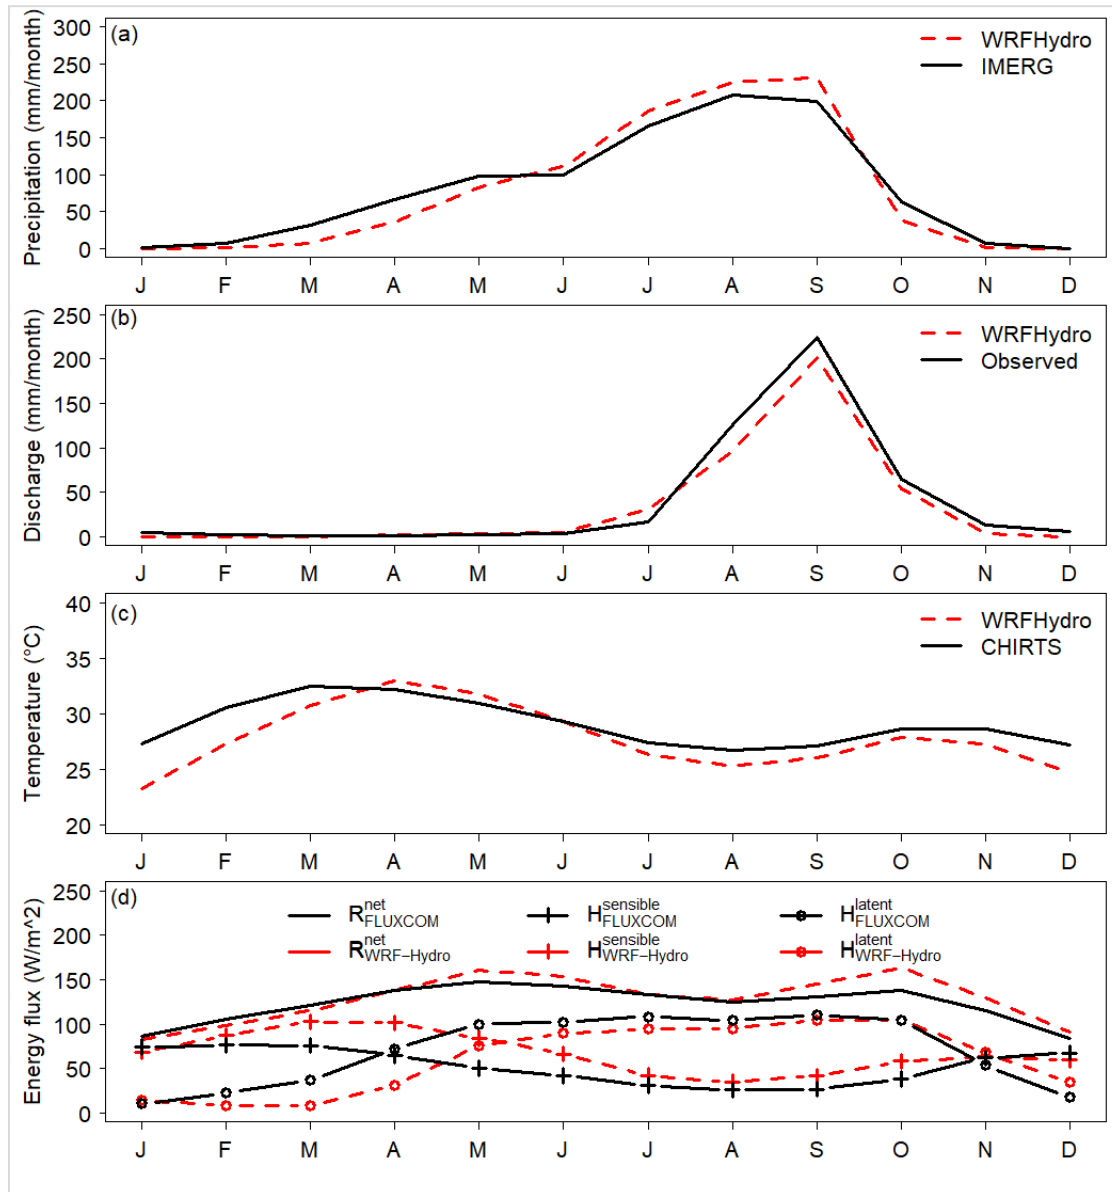 (a)
WRFHydro
IMERG
Precipitation (mm/month)
300
250
200
150
100
50
0
J F M A M J J A S O N D
(b)
WRFHydro
Observed
Discharge (mm/month)
250
200
150
100
50
0
J F M A M J J A S O N D
(c)
WRFHydro
CHIRTS
Temperature (°C)
40
35
30
25
20
J F M A M J J A S O N D
(d)
R net FLUXCOM H sensible FLUXCOM H latent FLUXCOM
R net WRF−Hydro H sensible WRF−Hydro H latent WRF−Hydro
Energy flux (W/m^2)
250
200
150
100
50
0
J F M A M J J A S O N D